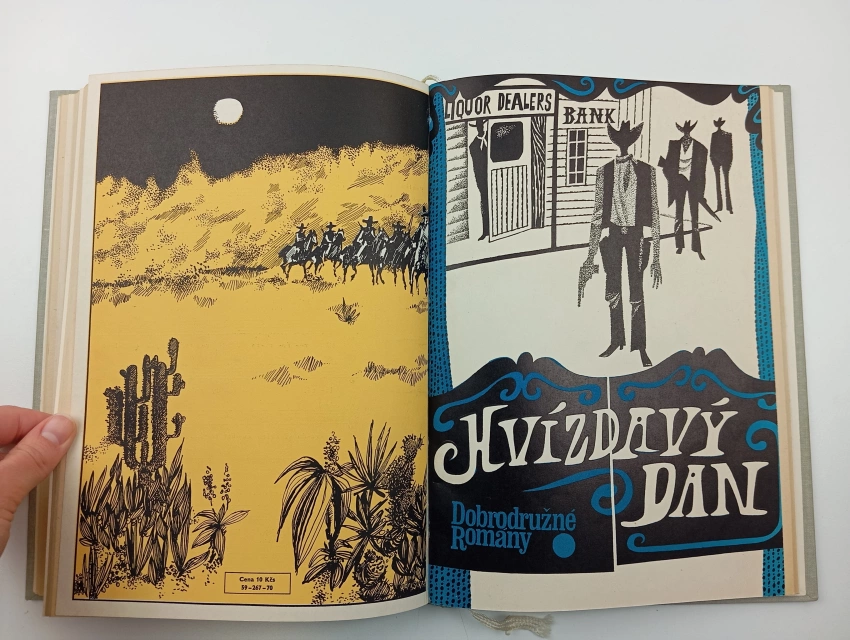 Cena 10 Kčs
59-267-70
LIQUOR DEALERS
BANK
HVÍZDAVÝ
DAN
Dobrodružné
Romány